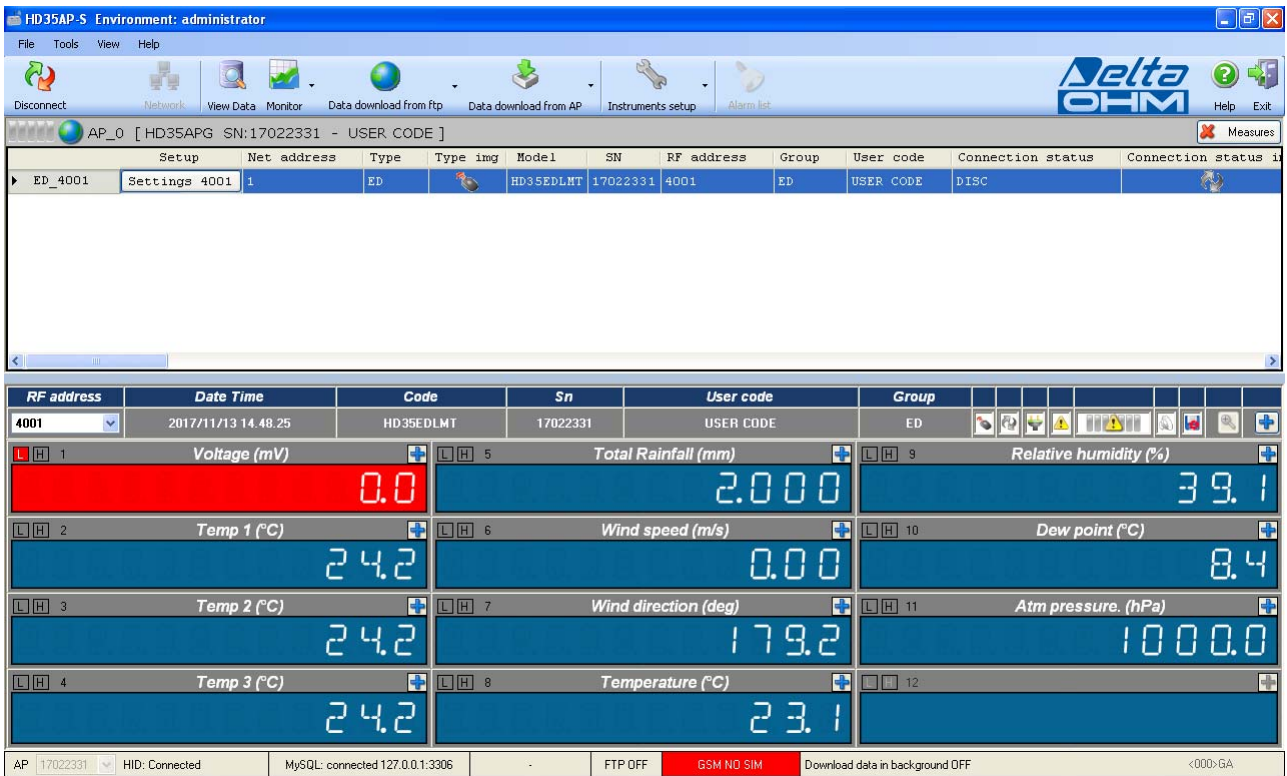 HD35AP-S Environment: administrator
File Tools View Help
Disconnect Network View Data Monitor Data download from ftp Data download from AP Instruments setup Alarm list Delta OHM Help Exit
AP_0 [ HD35APG SN:17022331 - USER CODE ] Measures
Setup Net address Type Type img Model SN RF address Group User code Connection status Connection status i
ED_4001 Settings 4001 1 ED HD35EDLMT 17022331 4001 ED USER CODE DISC
RF address Date Time Code Sn User code Group
4001 2017/11/13 14.48.25 HD35EDLMT 17022331 USER CODE ED
L H 1 Voltage (mV) L H 5 Total Rainfall (mm) L H 9 Relative humidity (%)
0.0 2.000 39.1
L H 2 Temp 1 (°C) L H 6 Wind speed (m/s) L H 10 Dew point (°C)
24.2 0.00 8.4
L H 3 Temp 2 (°C) L H 7 Wind direction (deg) L H 11 Atm pressure. (hPa)
24.2 179.2 1000.0
L H 4 Temp 3 (°C) L H 8 Temperature (°C) L H 12
24.2 23.1
AP 17022331 HID: Connected MySQL: connected 127.0.0.1:3306 - FTP OFF GSM NO SIM Download data in background OFF <000>GA